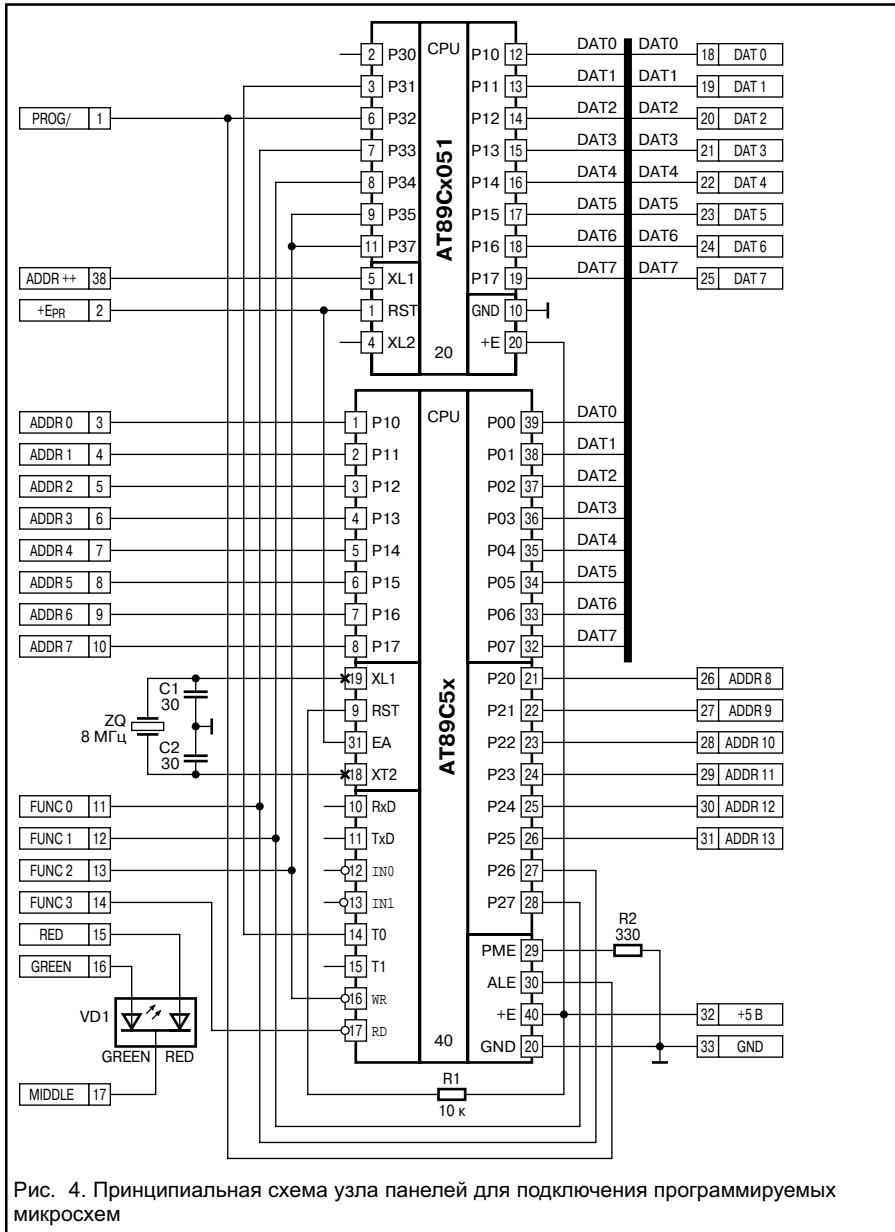 2 P30 CPU P10 12 DAT0 DAT0 18 DAT 0
3 P31 P11 13 DAT1 DAT1 19 DAT 1
PROG/ 1 6 P32 P12 14 DAT2 DAT2 20 DAT 2
7 P33 P13 15 DAT3 DAT3 21 DAT 3
8 P34 P14 16 DAT4 DAT4 22 DAT 4
9 P35 P15 17 DAT5 DAT5 23 DAT 5
11 P37 P16 18 DAT6 DAT6 24 DAT 6
ADDR ++ 38 5 XL1 P17 19 DAT7 DAT7 25 DAT 7
AT89Cx051
+EPR 2 1 RST GND 10
4 XL2 20 +E 20
ADDR 0 3 1 P10 CPU P00 39 DAT0
ADDR 1 4 2 P11 P01 38 DAT1
ADDR 2 5 3 P12 P02 37 DAT2
ADDR 3 6 4 P13 P03 36 DAT3
ADDR 4 7 5 P14 P04 35 DAT4
ADDR 5 8 6 P15 P05 34 DAT5
ADDR 6 9 7 P16 P06 33 DAT6
ADDR 7 10 8 P17 P07 32 DAT7
AT89C5x
C1 30 19 XL1 P20 21 26 ADDR 8
9 RST P21 22 27 ADDR 9
ZQ 8 МГц 31 EA P22 23 28 ADDR 10
C2 30 18 XT2 P23 24 29 ADDR 11
FUNC 0 11 10 RxD P24 25 30 ADDR 12
FUNC 1 12 11 TxD P25 26 31 ADDR 13
FUNC 2 13 12 IN0 P26 27
FUNC 3 14 13 IN1 P27 28
RED 15 14 T0 PME 29 R2 330
GREEN 16 15 T1 ALE 30
VD1 16 WR +E 40 32 +5 В
17 RD 40 GND 20 33 GND
GREEN RED
MIDDLE 17
R1
10 к
Рис. 4. Принципиальная схема узла панелей для подключения программируемых
микросхем